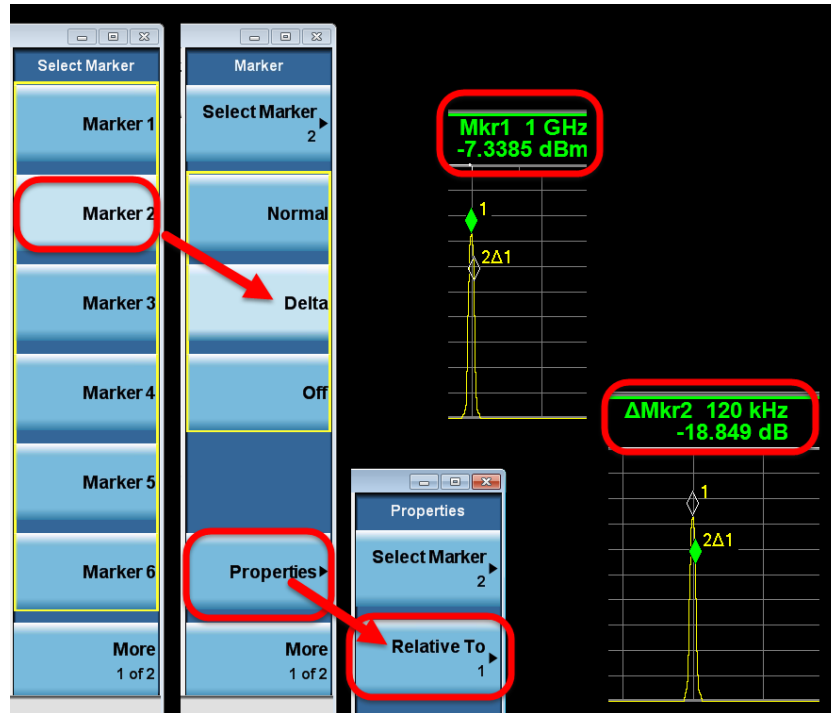 Select Marker
Marker 1
Marker 2
Marker 3
Marker 4
Marker 5
Marker 6
More
1 of 2
Marker
Select Marker
2
Normal
Delta
Off
Properties
More
1 of 2
Properties
Select Marker
2
Relative To
1
Mkr1 1 GHz
-7.3385 dBm
1
2Δ1
ΔMkr2 120 kHz
-18.849 dB
1
2Δ1